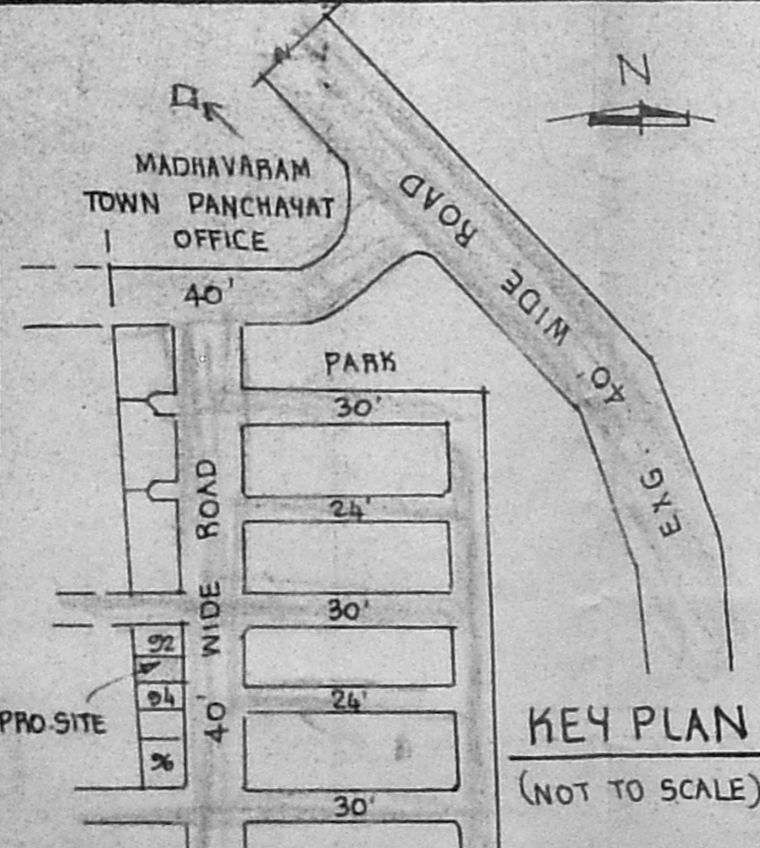 N
MADHAVARAM
TOWN PANCHAYAT
OFFICE
EXG. 40' WIDE ROAD
40'
PARK
30'
24'
40' WIDE ROAD
30'
92
PRO.SITE
94
24'
96
30'
KEY PLAN
(NOT TO SCALE)